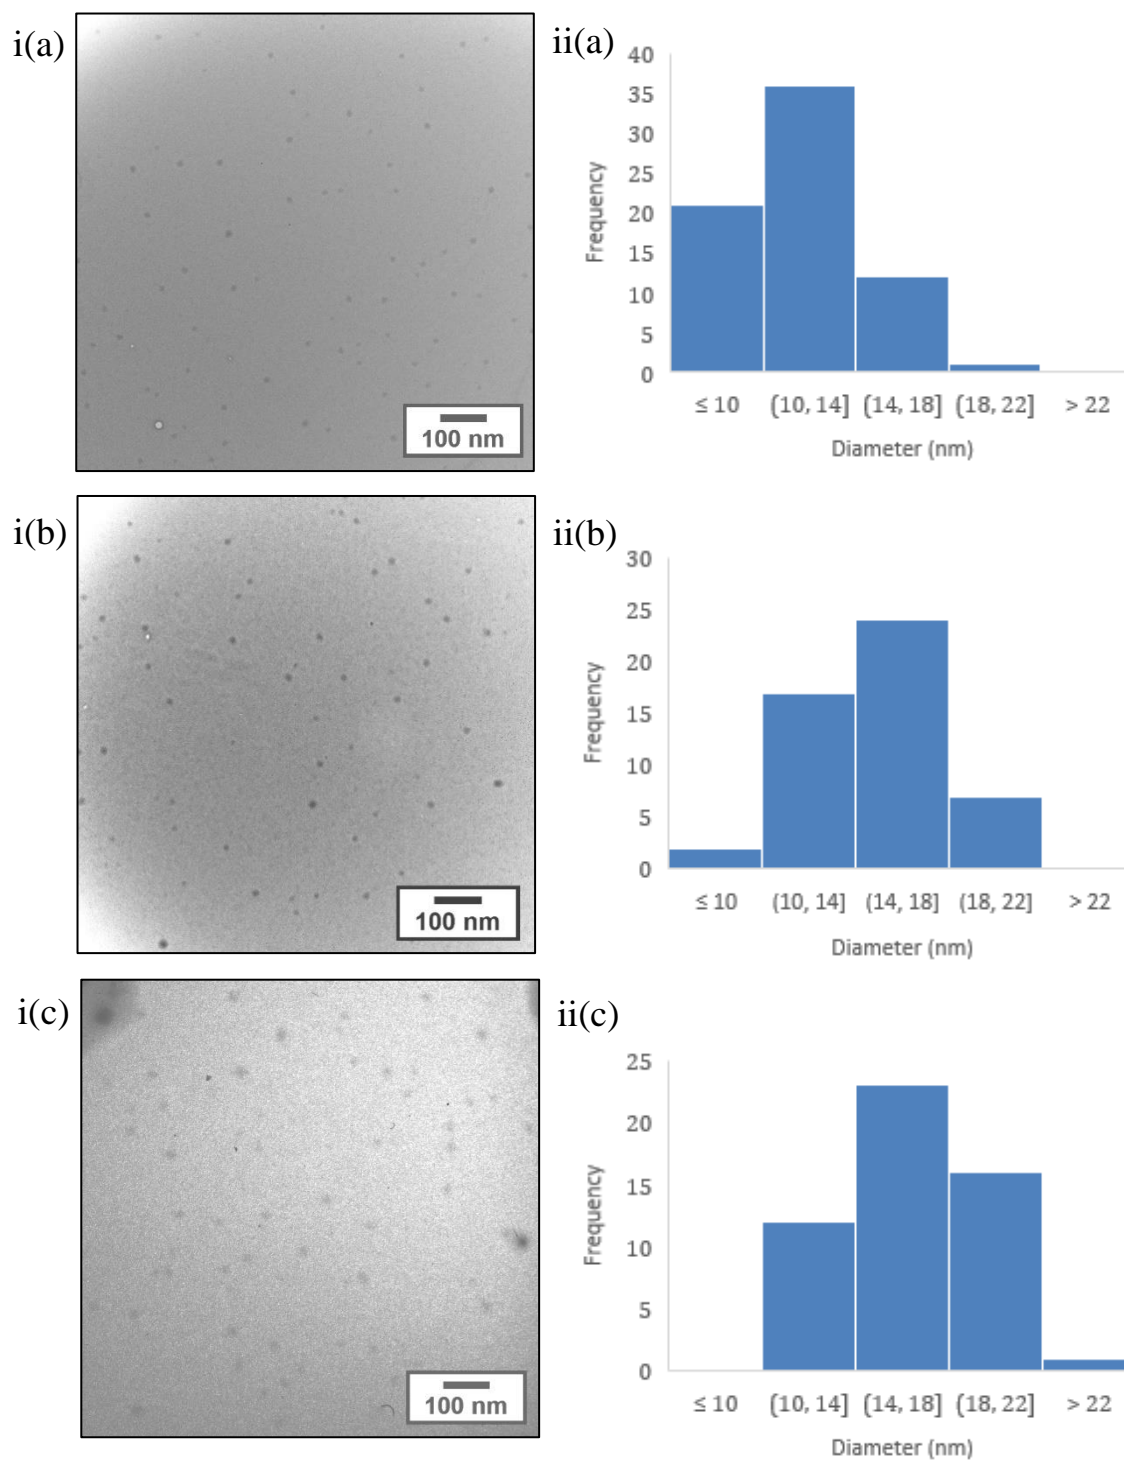 i(a)
100 nm
ii(a)
40
35
30
25
20
15
10
5
0
Frequency
≤ 10 (10, 14] (14, 18] (18, 22] > 22
Diameter (nm)
i(b)
100 nm
ii(b)
30
25
20
15
10
5
0
Frequency
≤ 10 (10, 14] (14, 18] (18, 22] > 22
Diameter (nm)
i(c)
100 nm
ii(c)
25
20
15
10
5
0
Frequency
≤ 10 (10, 14] (14, 18] (18, 22] > 22
Diameter (nm)